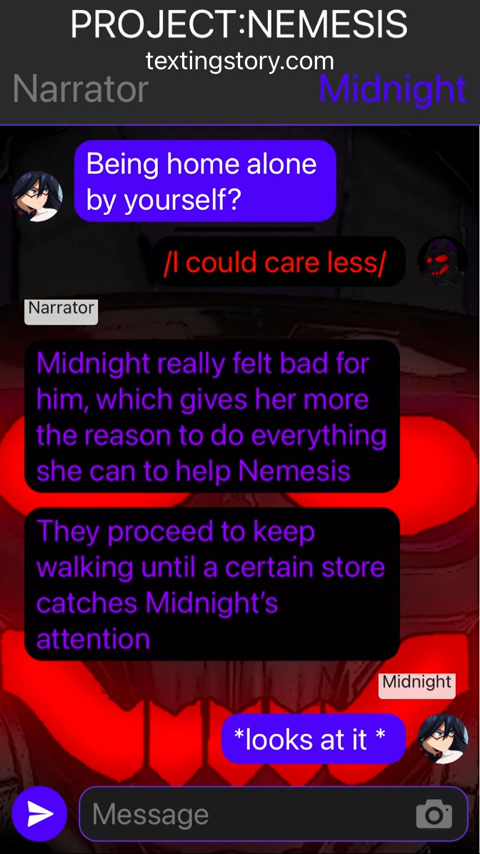 PROJECT:NEMESIS
textingstory.com
Narrator
Midnight
Being home alone
by yourself?
/I could care less/
Narrator
Midnight really felt bad for
him, which gives her more
the reason to do everything
she can to help Nemesis
They proceed to keep
walking until a certain store
catches Midnight's
attention
Midnight
*looks at it *
Message